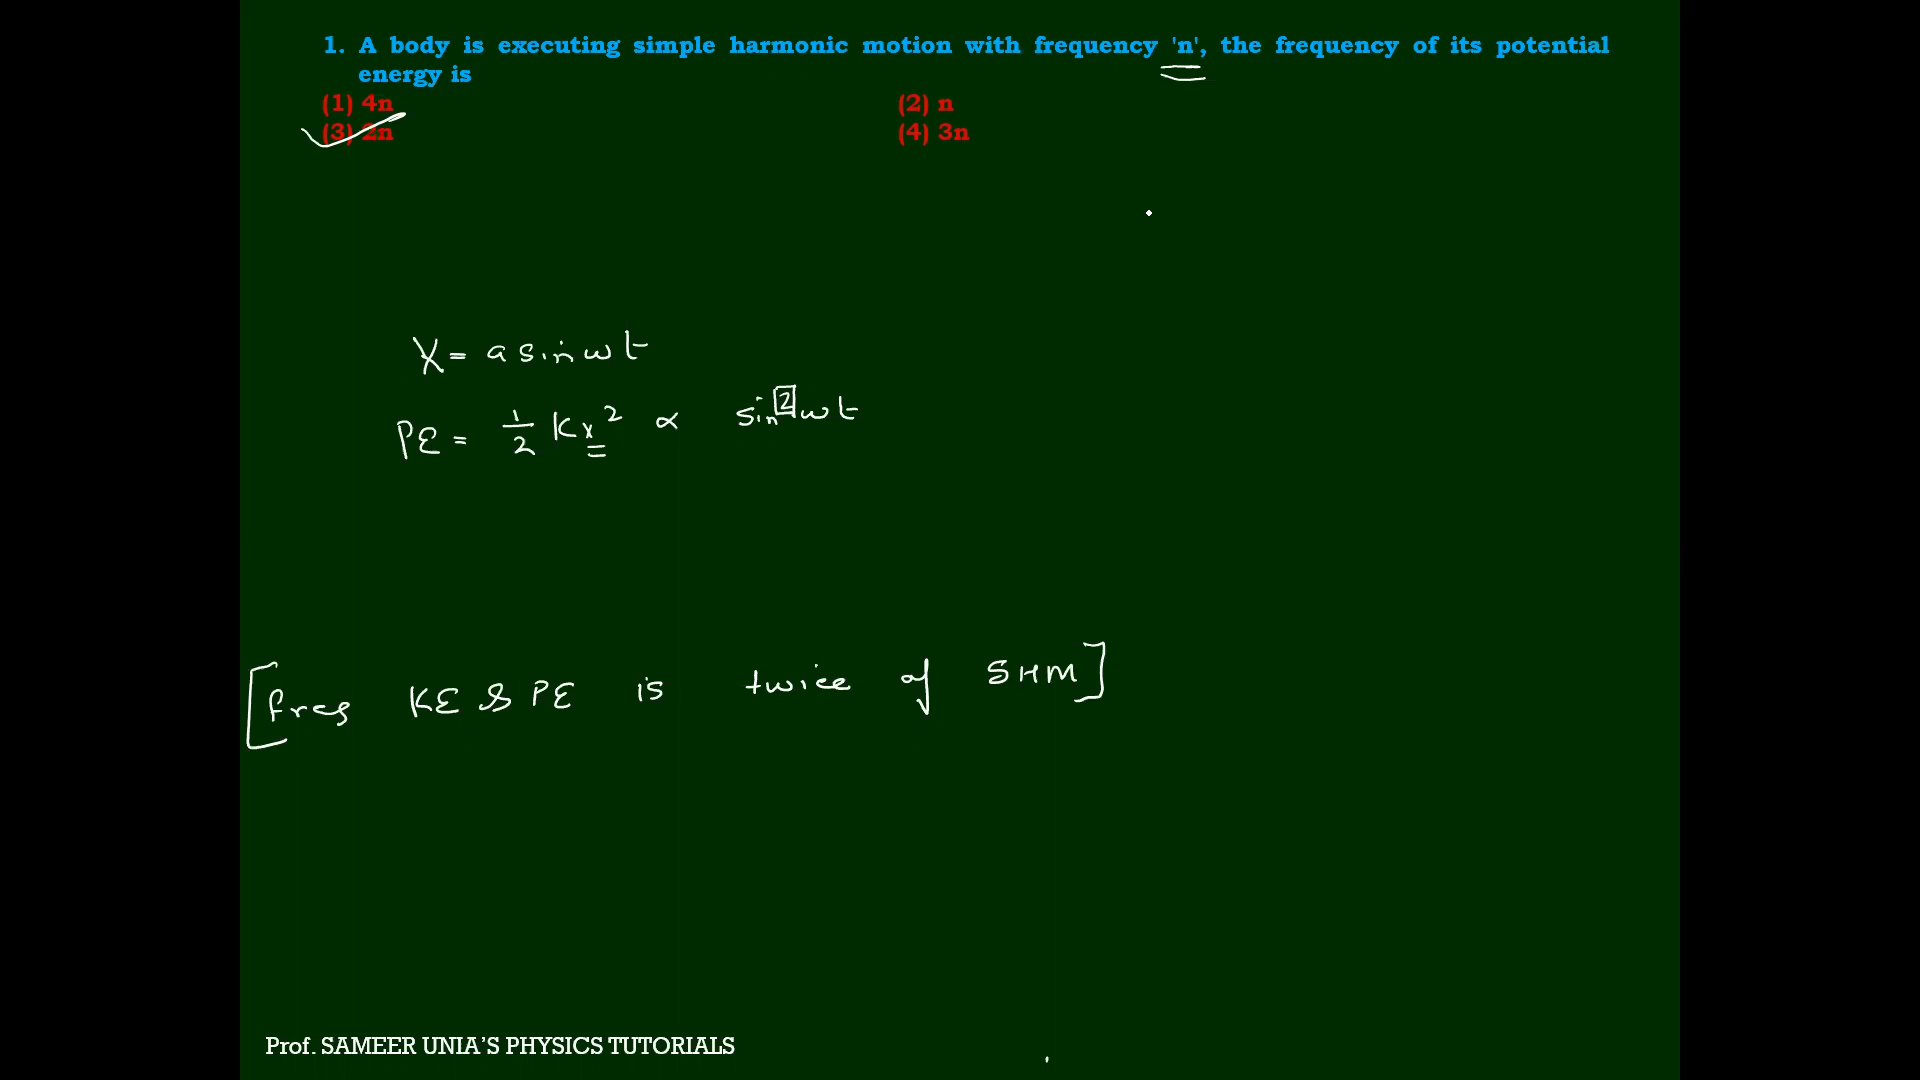 1. A body is executing simple harmonic motion with frequency 'n', the frequency of its potential
energy is
(1) 4n (2) n
(3) 2n (4) 3n
X = a sin ωt
PE = 1/2 Kx² ∝ sin²ωt
[freq KE & PE is twice of SHM]
Prof. SAMEER UNIA'S PHYSICS TUTORIALS